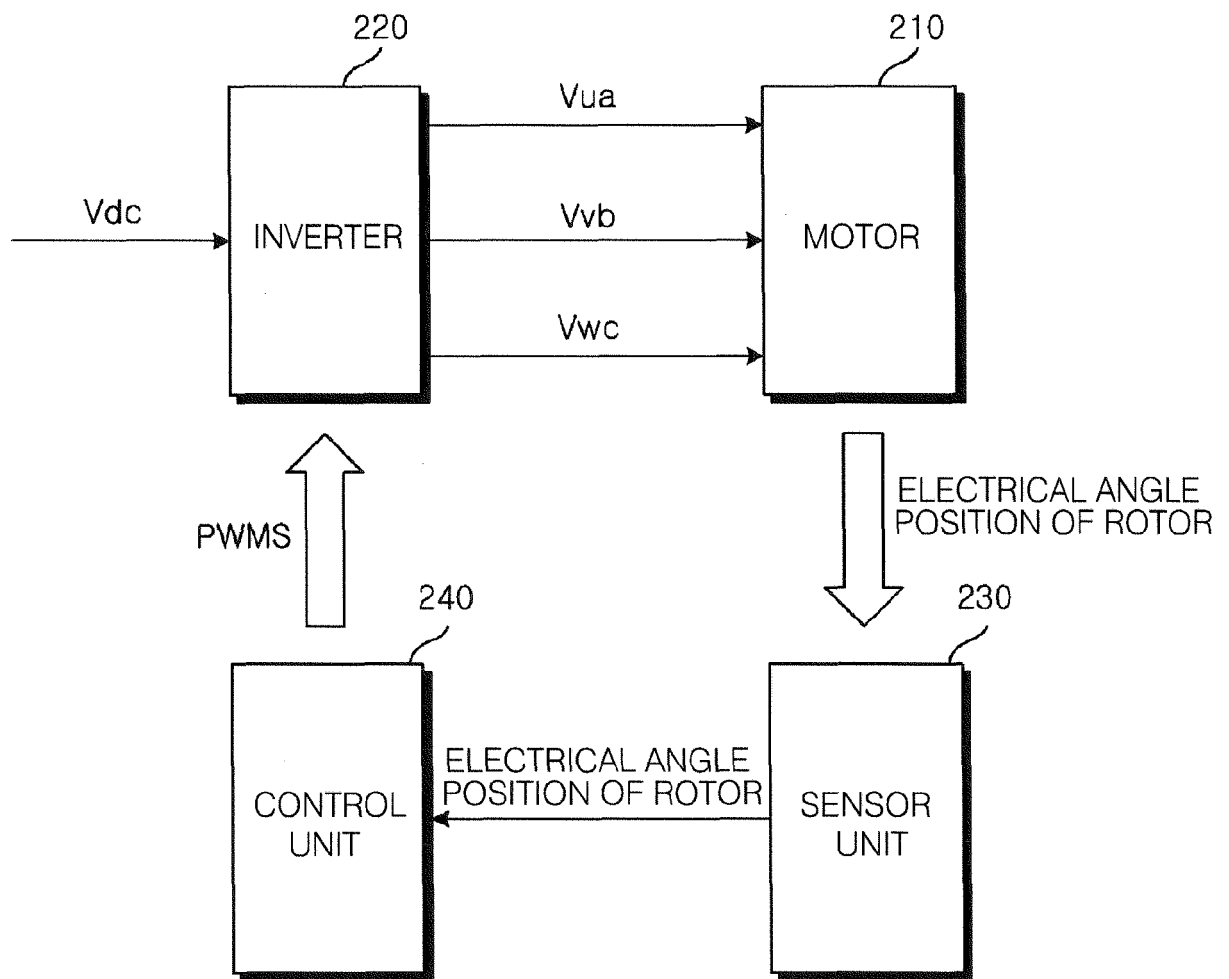 220
210
Vua
Vdc
INVERTER
Vvb
MOTOR
Vwc
PWMS
ELECTRICAL ANGLE
POSITION OF ROTOR
240
230
ELECTRICAL ANGLE
POSITION OF ROTOR
CONTROL
UNIT
SENSOR
UNIT